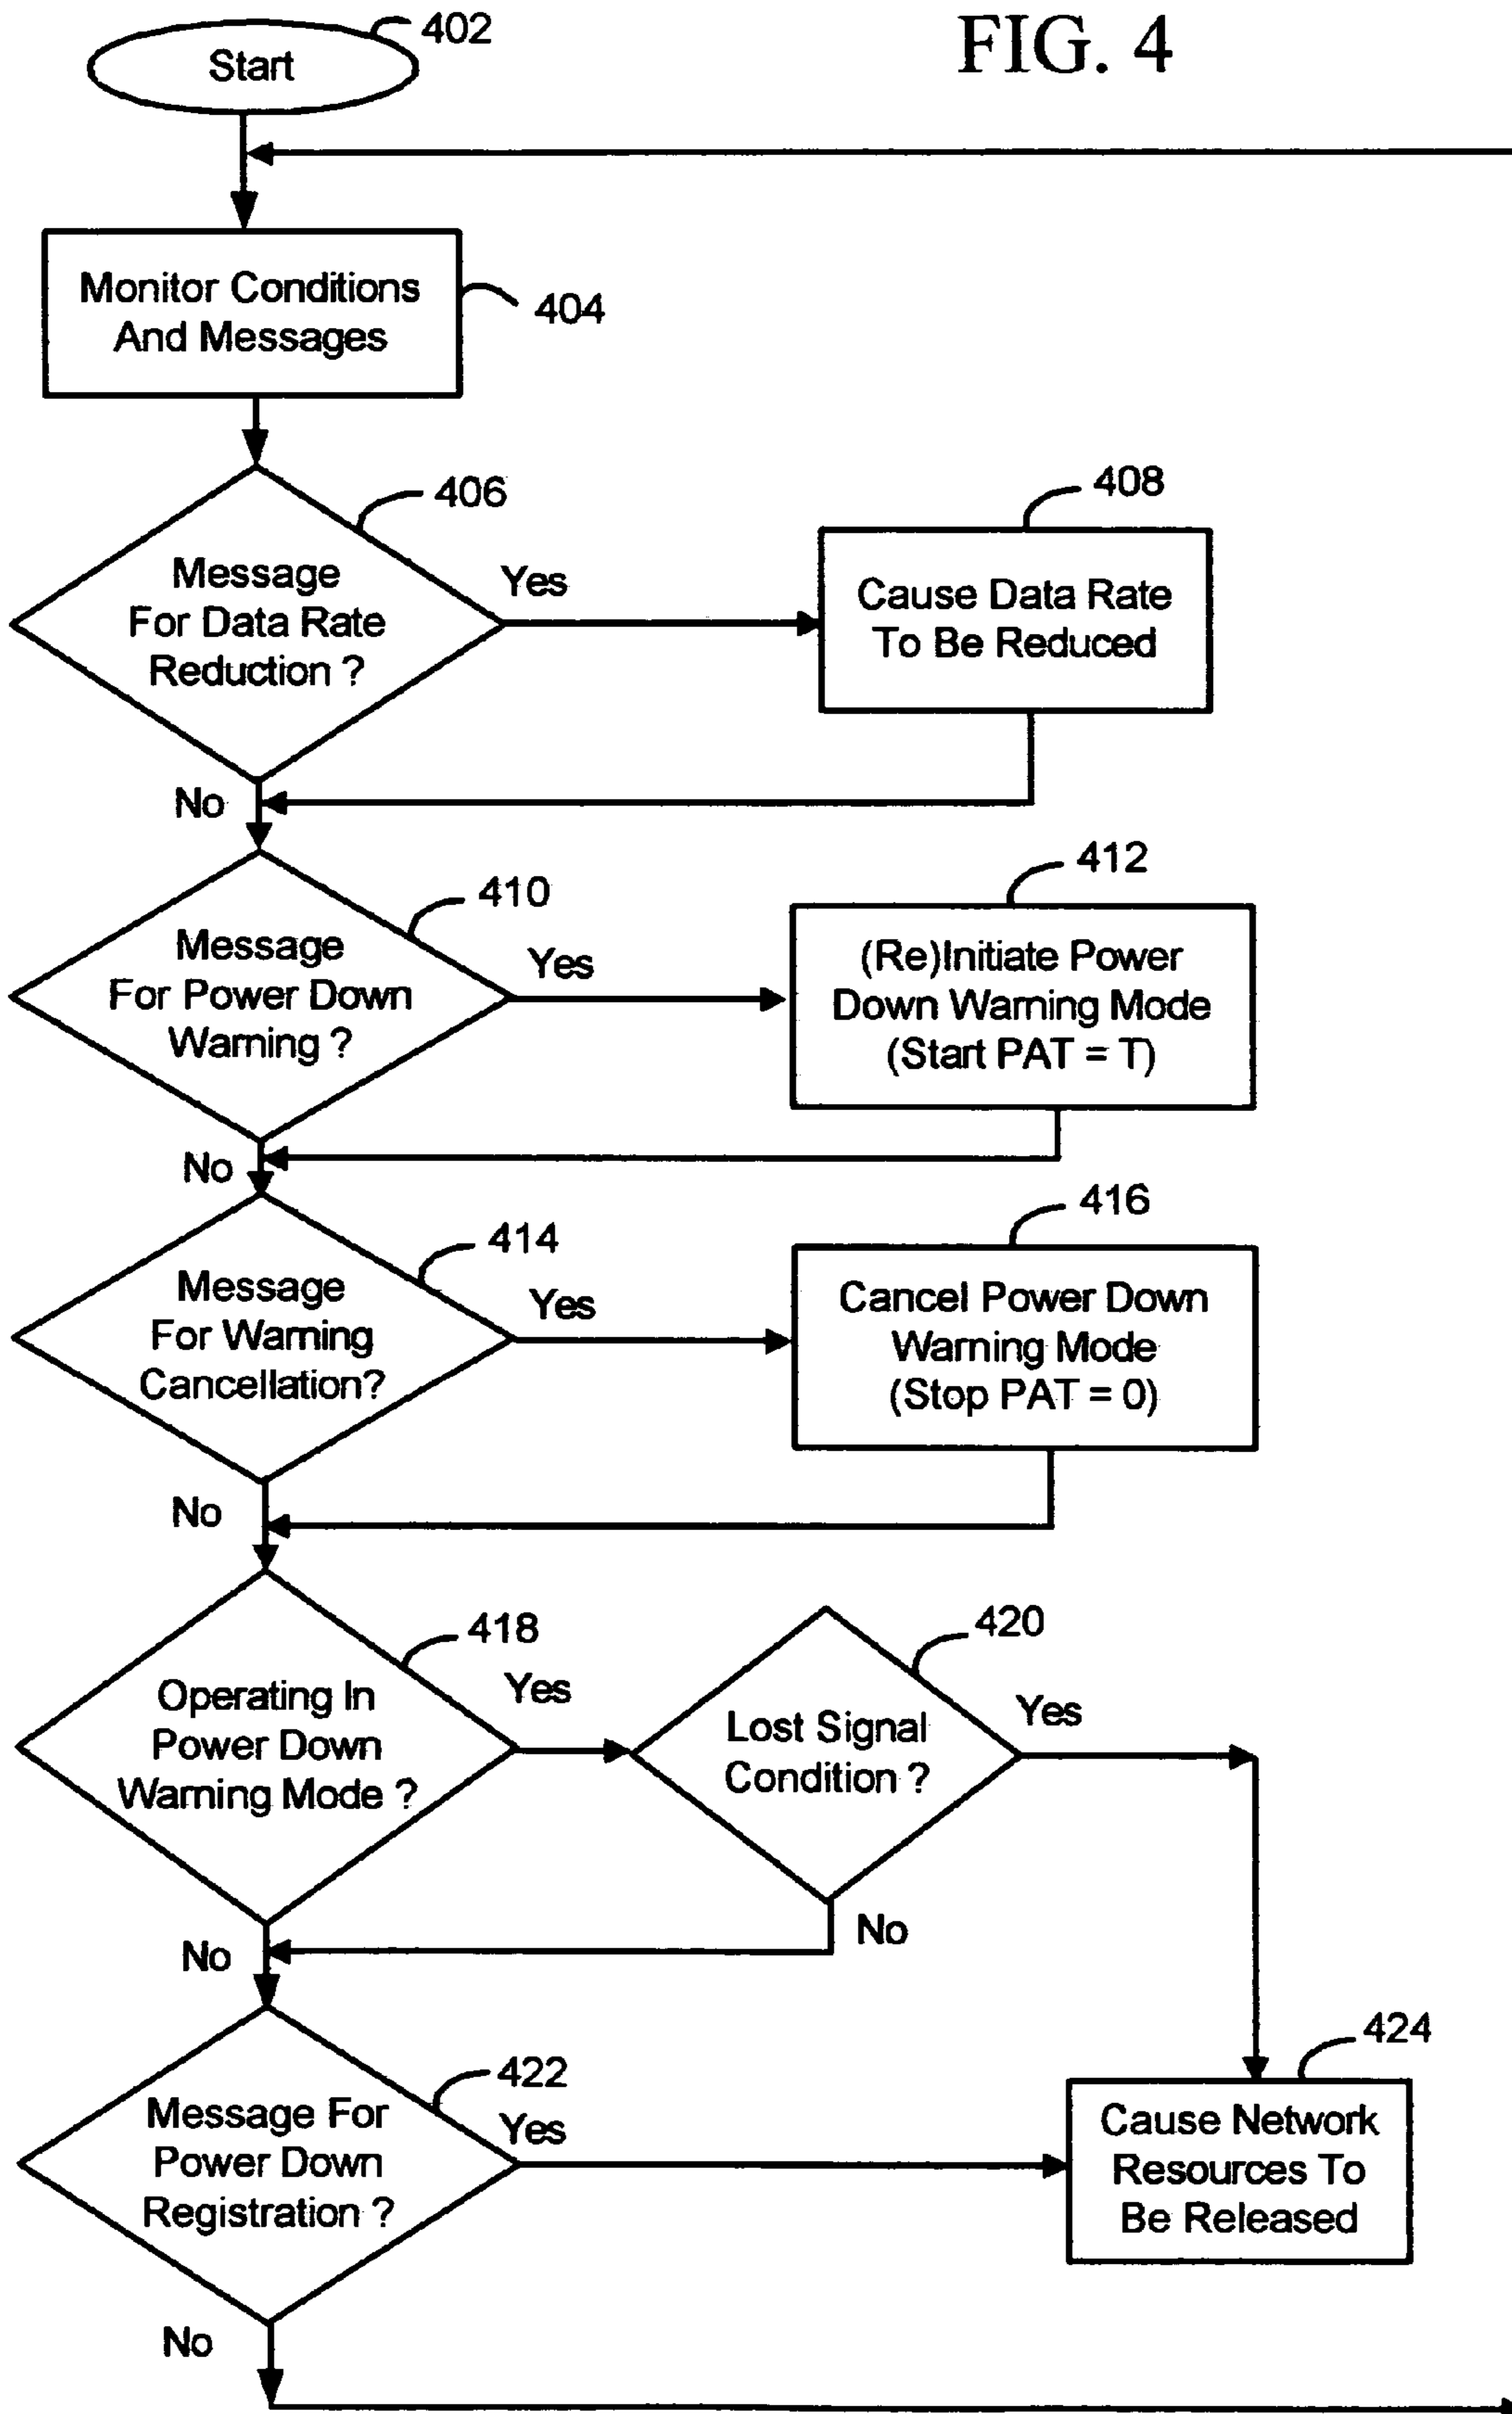 FIG. 4
402
Start
Monitor Conditions
And Messages
404
406
Message
For Data Rate
Reduction ?
Yes
408
Cause Data Rate
To Be Reduced
No
410
Message
For Power Down
Warning ?
Yes
412
(Re)Initiate Power
Down Warning Mode
(Start PAT = T)
No
414
Message
For Warning
Cancellation?
Yes
416
Cancel Power Down
Warning Mode
(Stop PAT = 0)
No
418
Operating In
Power Down
Warning Mode ?
Yes
420
Lost Signal
Condition ?
Yes
No
No
422
Message For
Power Down
Registration ?
Yes
424
Cause Network
Resources To
Be Released
No